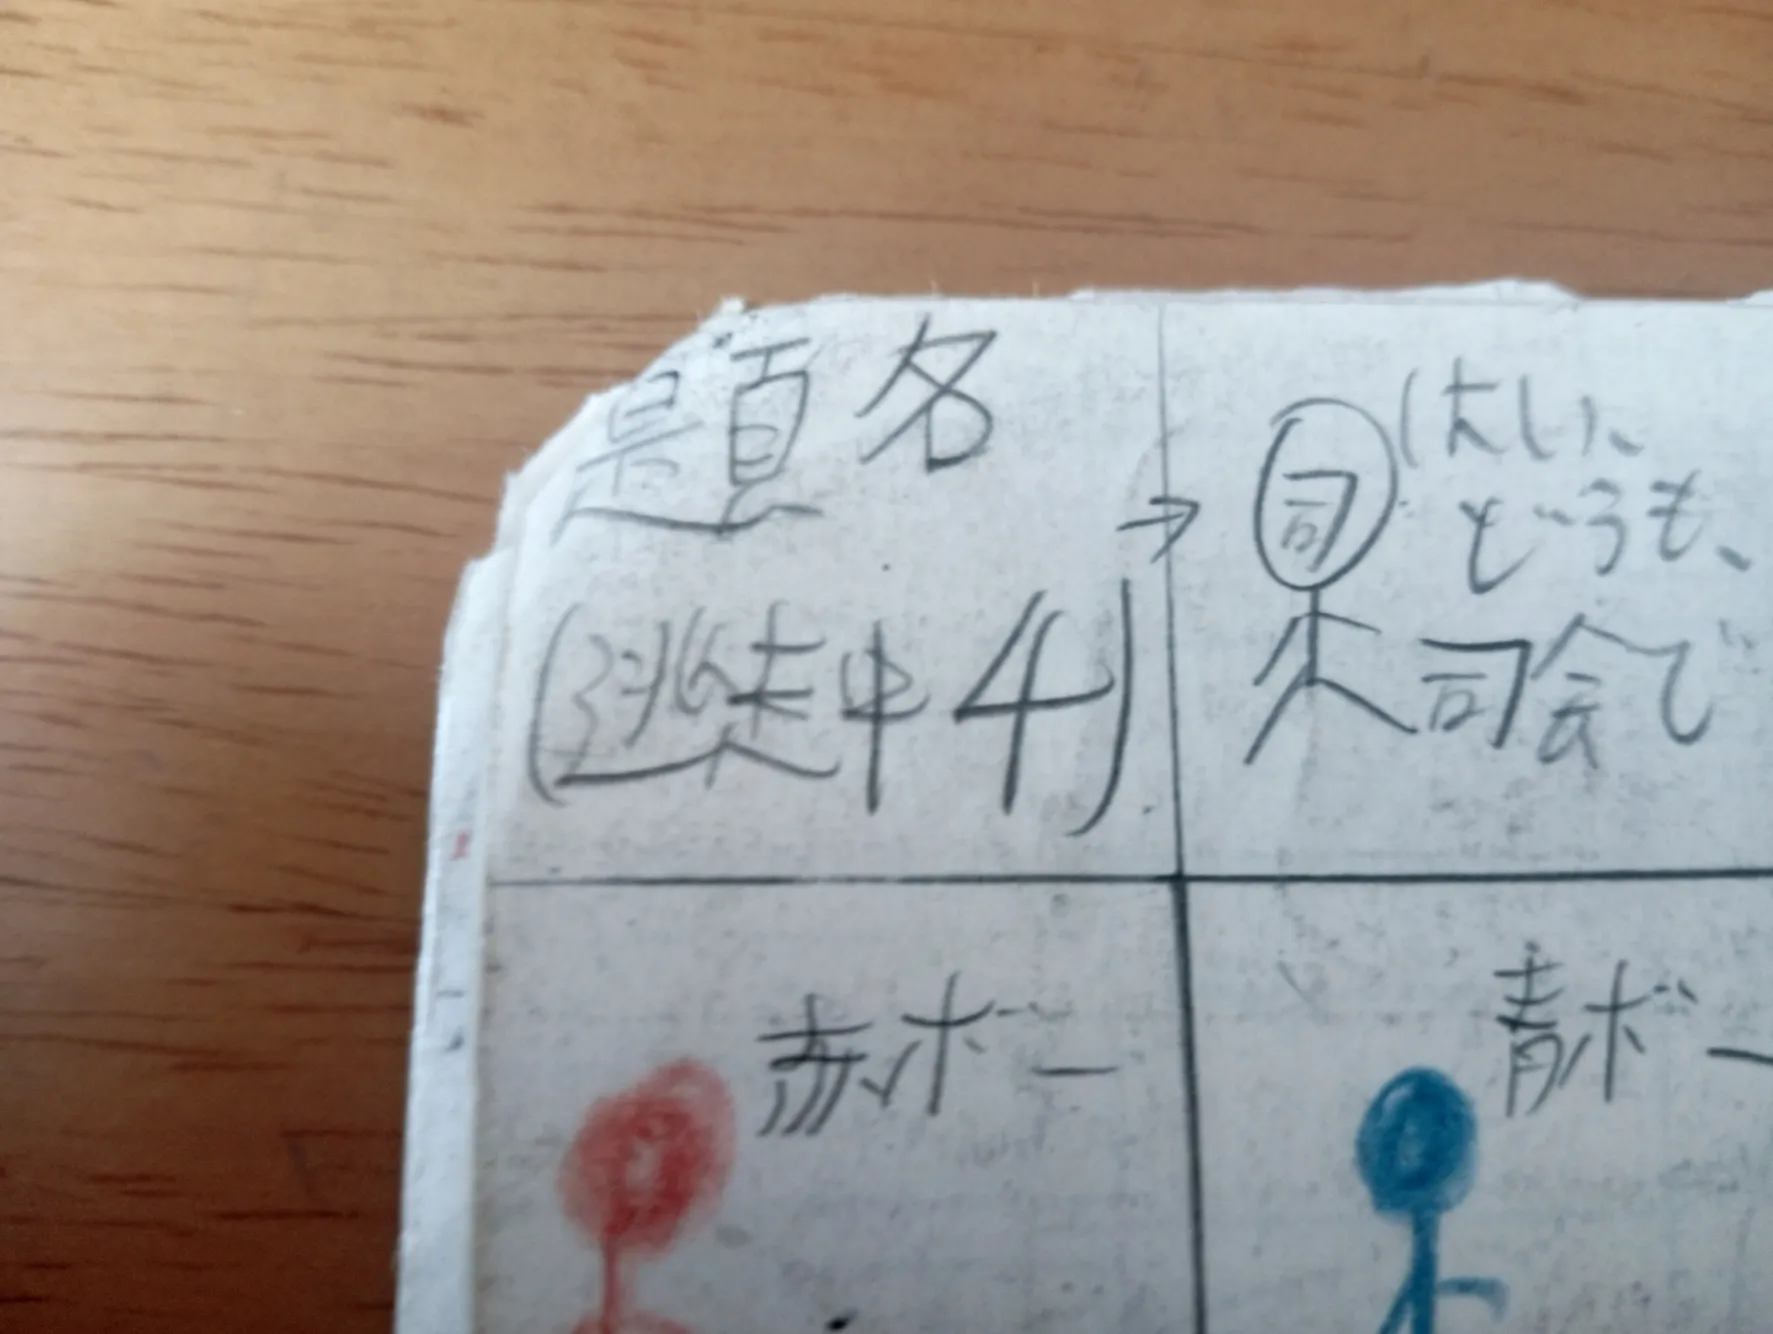 題名
(逃走中4)
→
司
はい、
どうも、
司会で
赤ボー
青ボー